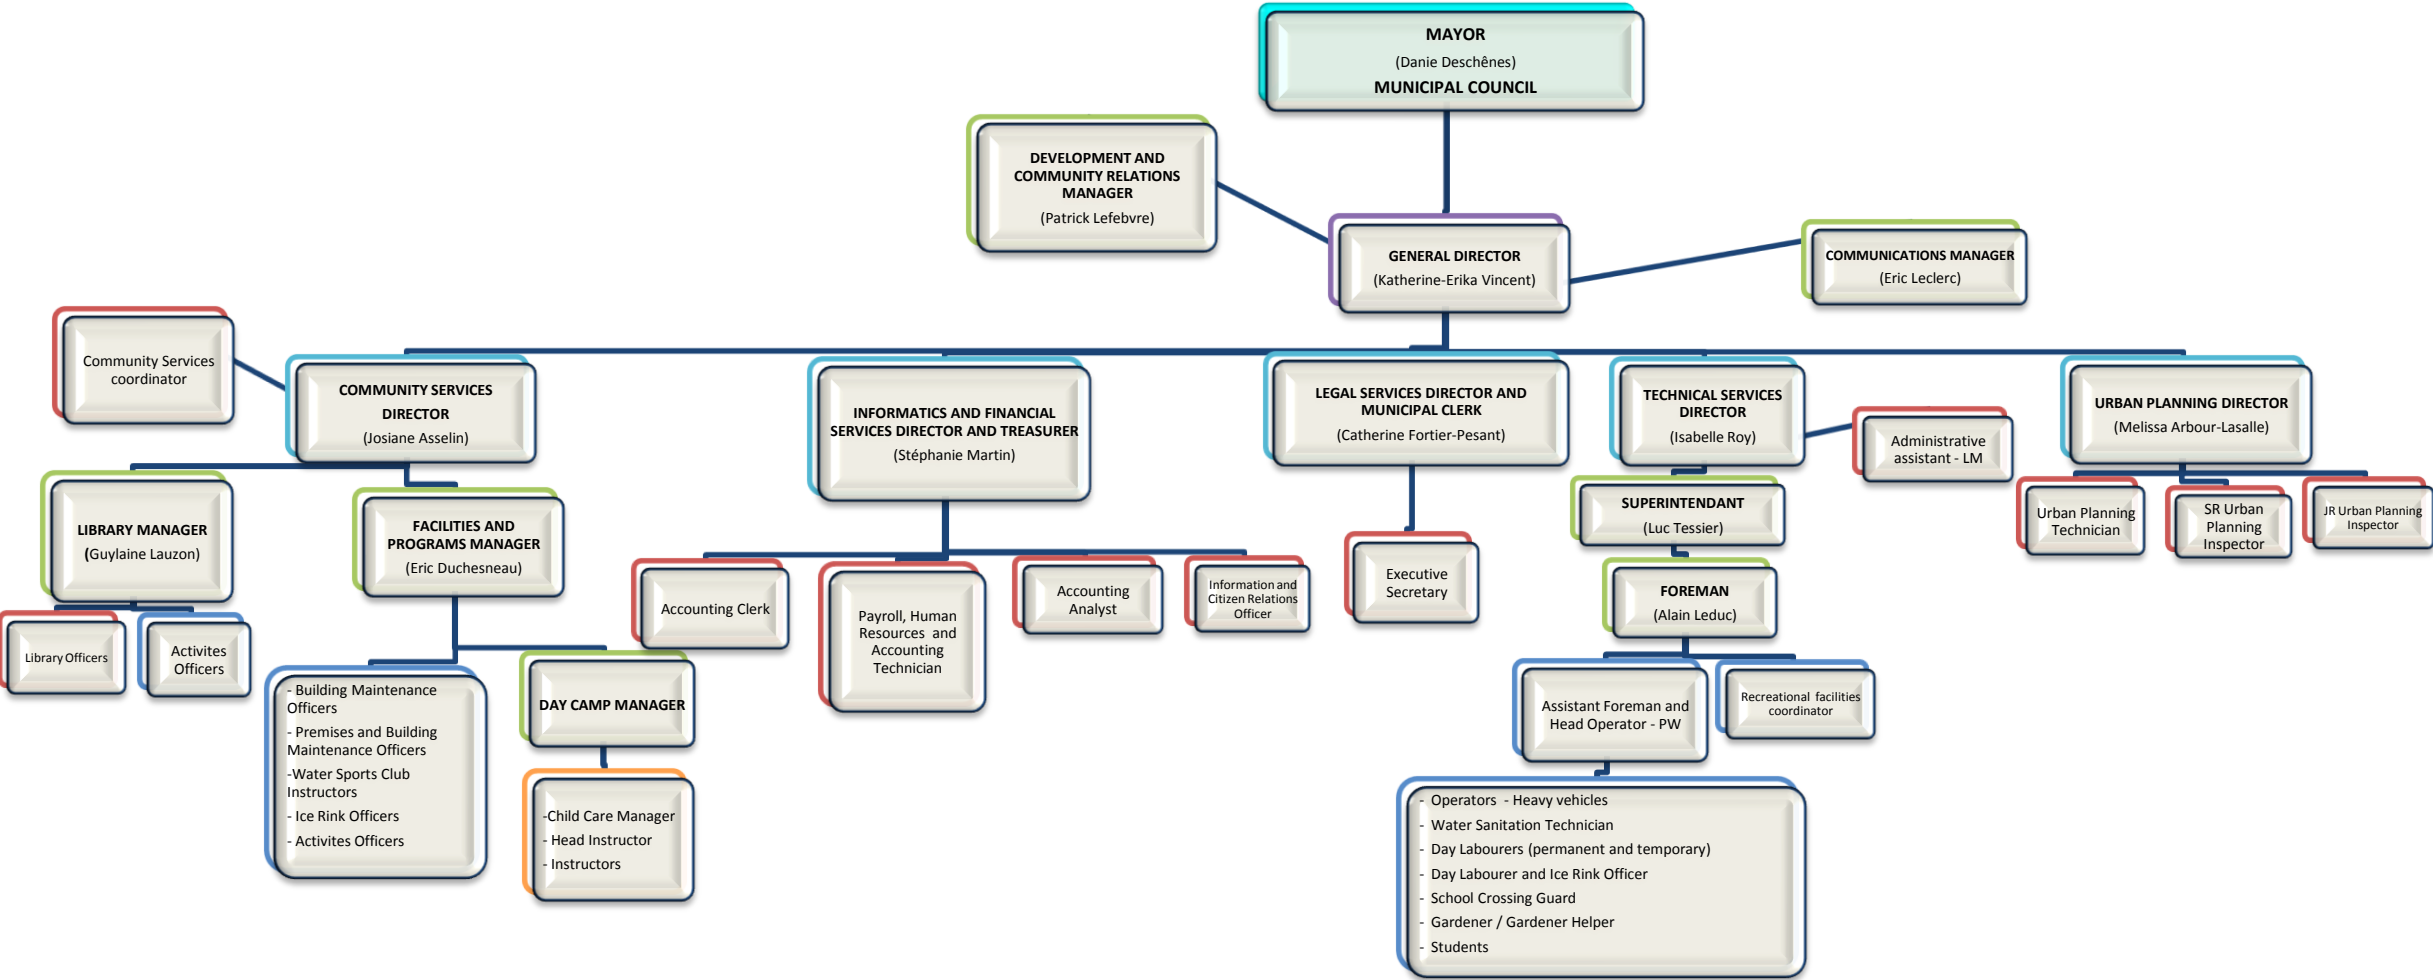 MAYOR
(Danie Deschênes)
MUNICIPAL COUNCIL
DEVELOPMENT AND
COMMUNITY RELATIONS
MANAGER
(Patrick Lefebvre)
GENERAL DIRECTOR
(Katherine-Erika Vincent)
COMMUNICATIONS MANAGER
(Eric Leclerc)
Community Services
coordinator
COMMUNITY SERVICES
DIRECTOR
(Josiane Asselin)
INFORMATICS AND FINANCIAL
SERVICES DIRECTOR AND TREASURER
(Stéphanie Martin)
LEGAL SERVICES DIRECTOR AND
MUNICIPAL CLERK
(Catherine Fortier-Pesant)
TECHNICAL SERVICES
DIRECTOR
(Isabelle Roy)
Administrative
assistant - LM
URBAN PLANNING DIRECTOR
(Melissa Arbour-Lasalle)
LIBRARY MANAGER
(Guylaine Lauzon)
FACILITIES AND
PROGRAMS MANAGER
(Eric Duchesneau)
SUPERINTENDANT
(Luc Tessier)
Urban Planning
Technician
SR Urban
Planning
Inspector
JR Urban Planning
Inspector
Accounting Clerk
Payroll, Human
Resources and
Accounting
Technician
Accounting
Analyst
Information and
Citizen Relations
Officer
Executive
Secretary
FOREMAN
(Alain Leduc)
Library Officers
Activites
Officers
- Building Maintenance
Officers
- Premises and Building
Maintenance Officers
-Water Sports Club
Instructors
- Ice Rink Officers
- Activites Officers
DAY CAMP MANAGER
-Child Care Manager
- Head Instructor
- Instructors
Assistant Foreman and
Head Operator - PW
Recreational facilities
coordinator
- Operators - Heavy vehicles
- Water Sanitation Technician
- Day Labourers (permanent and temporary)
- Day Labourer and Ice Rink Officer
- School Crossing Guard
- Gardener / Gardener Helper
- Students